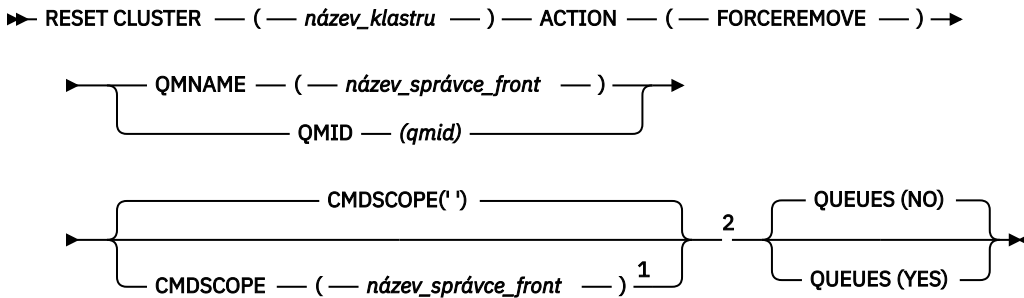 RESET CLUSTER ( název_klastru ) ACTION ( FORCEREMOVE )
QMNAME ( název_správce_front )
QMID (qmid)
CMDSCOPE(' ')
2
QUEUES (NO)
CMDSCOPE ( název_správce_front ) 1
QUEUES (YES)